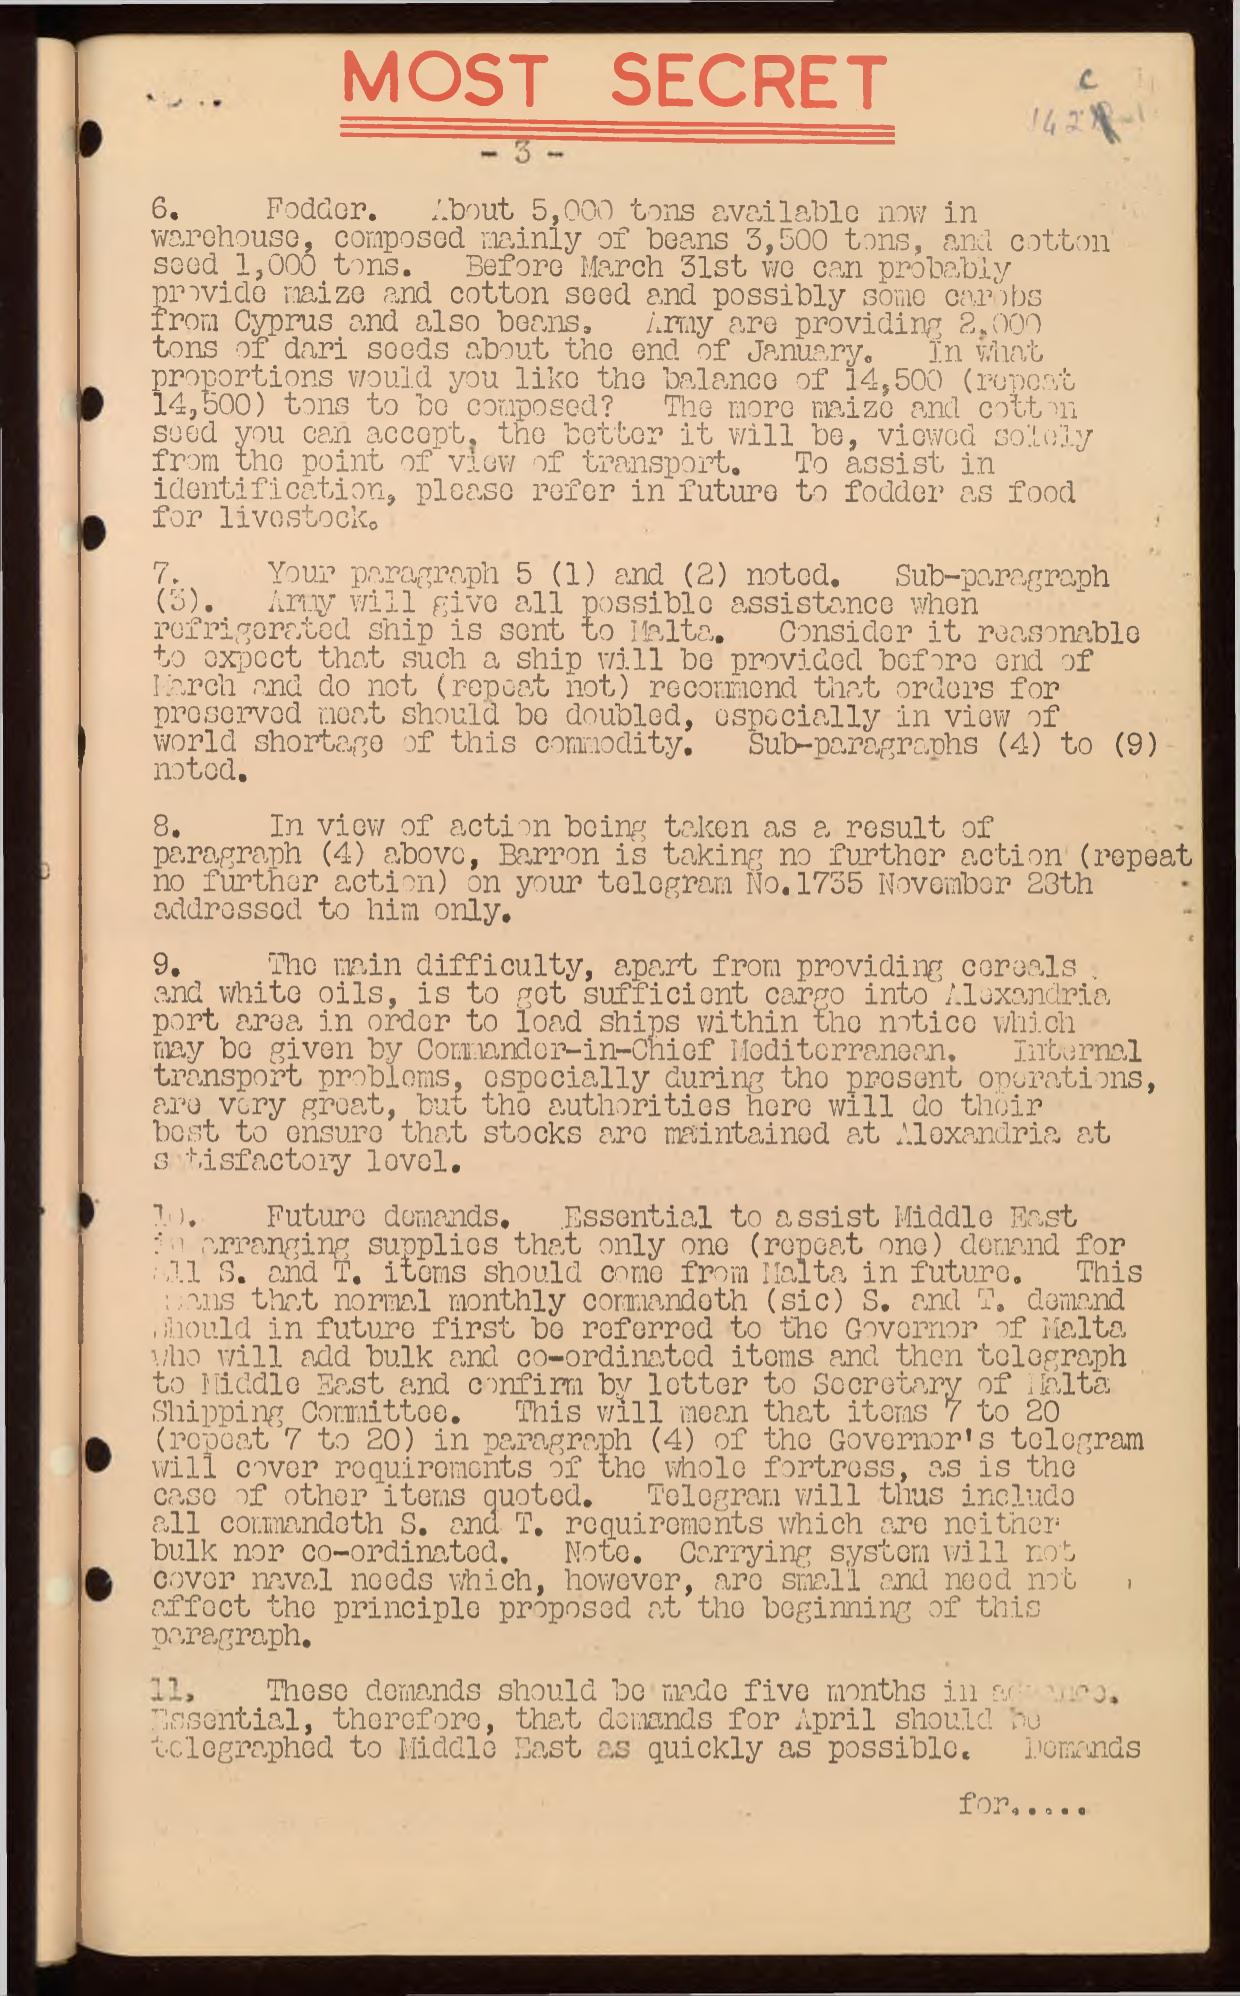 MOST SECRET
- 3 -
6. Fodder. About 5,000 tons available now in
warehouse, composed mainly of beans 3,500 tons, and cotton
seed 1,000 tons. Before March 31st we can probably
provide maize and cotton seed and possibly some carobs
from Cyprus and also beans. Army are providing 2,000
tons of dari seeds about the end of January. In what
proportions would you like the balance of 14,500 (repeat
14,500) tons to be composed? The more maize and cotton
seed you can accept, the better it will be, viewed solely
from the point of view of transport. To assist in
identification, please refer in future to fodder as food
for livestock.
7. Your paragraph 5 (1) and (2) noted. Sub-paragraph
(3). Army will give all possible assistance when
refrigerated ship is sent to Malta. Consider it reasonable
to expect that such a ship will be provided before end of
March and do not (repeat not) recommend that orders for
preserved meat should be doubled, especially in view of
world shortage of this commodity. Sub-paragraphs (4) to (9)
noted.
8. In view of action being taken as a result of
paragraph (4) above, Barron is taking no further action (repeat
no further action) on your telegram No.1735 November 28th
addressed to him only.
9. The main difficulty, apart from providing cereals
and white oils, is to get sufficient cargo into Alexandria
port area in order to load ships within the notice which
may be given by Commander-in-Chief Mediterranean. Internal
transport problems, especially during the present operations,
are very great, but the authorities here will do their
best to ensure that stocks are maintained at Alexandria at
satisfactory level.
10. Future demands. Essential to assist Middle East
in arranging supplies that only one (repeat one) demand for
all S. and T. items should come from Malta in future. This
means that normal monthly commandeth (sic) S. and T. demand
should in future first be referred to the Governor of Malta
who will add bulk and co-ordinated items and then telegraph
to Middle East and confirm by letter to Secretary of Malta
Shipping Committee. This will mean that items 7 to 20
(repeat 7 to 20) in paragraph (4) of the Governor's telegram
will cover requirements of the whole fortress, as is the
case of other items quoted. Telegram will thus include
all commandeth S. and T. requirements which are neither
bulk nor co-ordinated. Note. Carrying system will not
cover naval needs which, however, are small and need not
affect the principle proposed at the beginning of this
paragraph.
11. These demands should be made five months in advance.
Essential, therefore, that demands for April should be
telegraphed to Middle East as quickly as possible. Demands
for.....